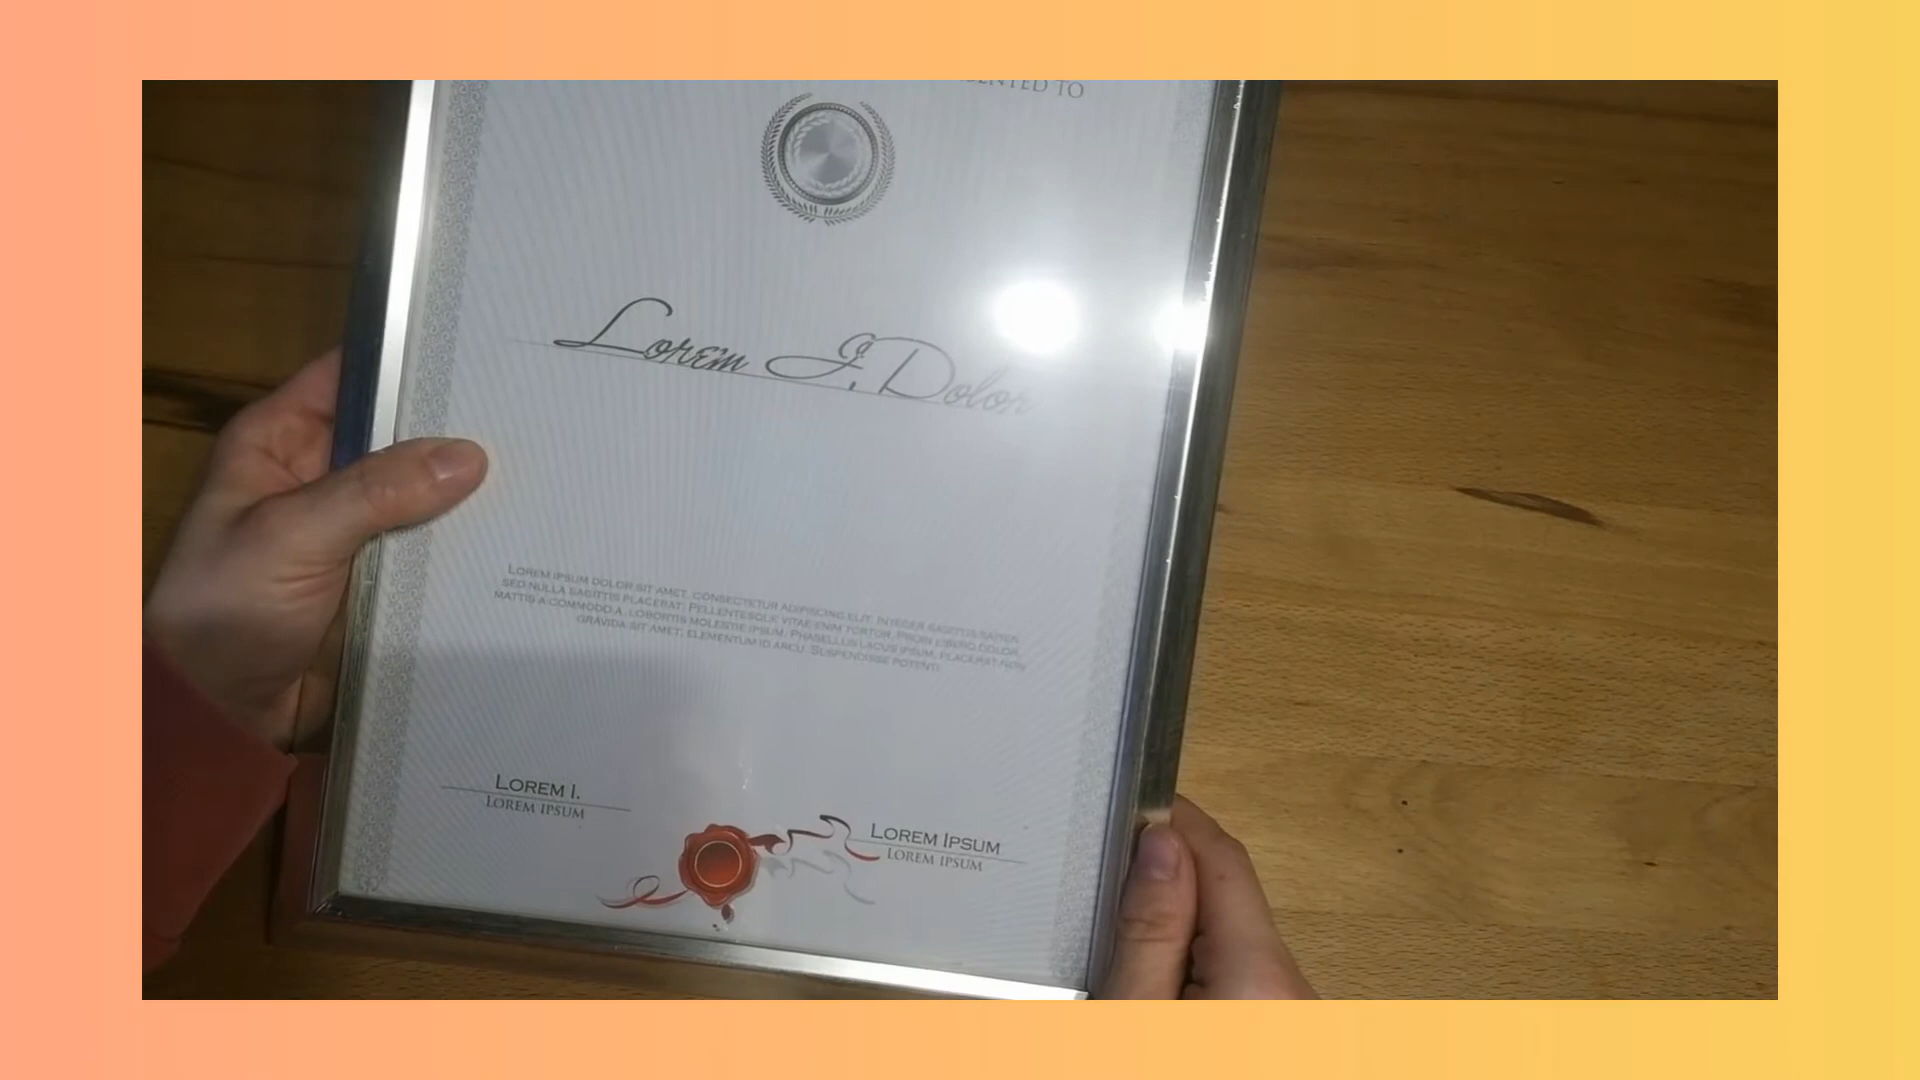 TO
Lorem I. Dolor
LOREM IPSUM DOLOR SIT AMET, CONSECTETUR ADIPISCING ELIT. INTEGER SAGITTIS SAPIEN
SED NULLA SAGITTIS PLACERAT. PELLENTESQUE VITAE ENIM TORTOR. PROIN LIBERO DOLOR,
MATTIS A COMMODO A, LOBORTIS MOLESTIE IPSUM. PHASELLUS LACUS IPSUM, PLACERAT NON
GRAVIDA SIT AMET, ELEMENTUM ID ARCU. SUSPENDISSE POTENTI.
LOREM I.
LOREM IPSUM
LOREM IPSUM
LOREM IPSUM